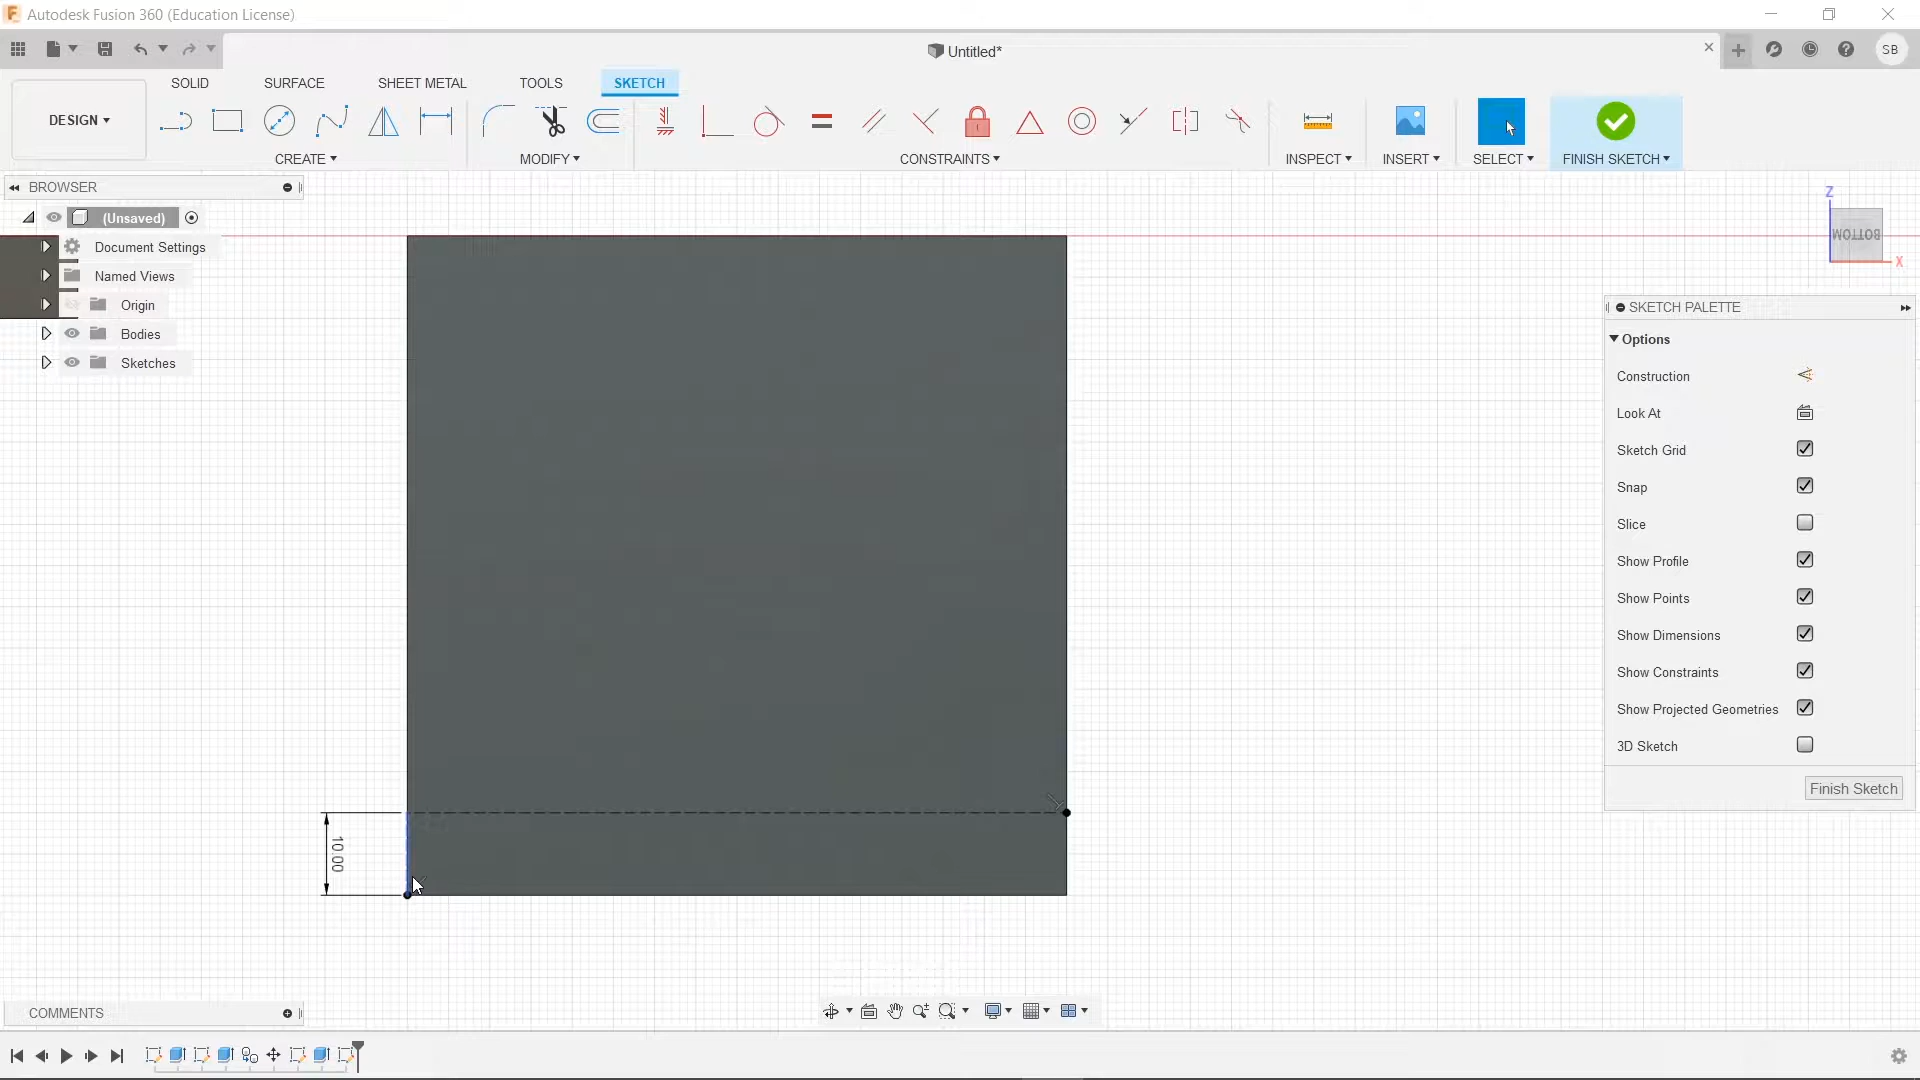 Autodesk Fusion 360 (Education License)
Untitled*
SB
SOLID
SURFACE
SHEET METAL
TOOLS
SKETCH
DESIGN
CREATE
MODIFY
CONSTRAINTS
INSPECT
INSERT
SELECT
FINISH SKETCH
BROWSER
(Unsaved)
Document Settings
Named Views
Origin
Bodies
Sketches
Z
BOTTOM
X
SKETCH PALETTE
Options
Construction
Look At
Sketch Grid
Snap
Slice
Show Profile
Show Points
Show Dimensions
Show Constraints
Show Projected Geometries
3D Sketch
Finish Sketch
10.00
COMMENTS